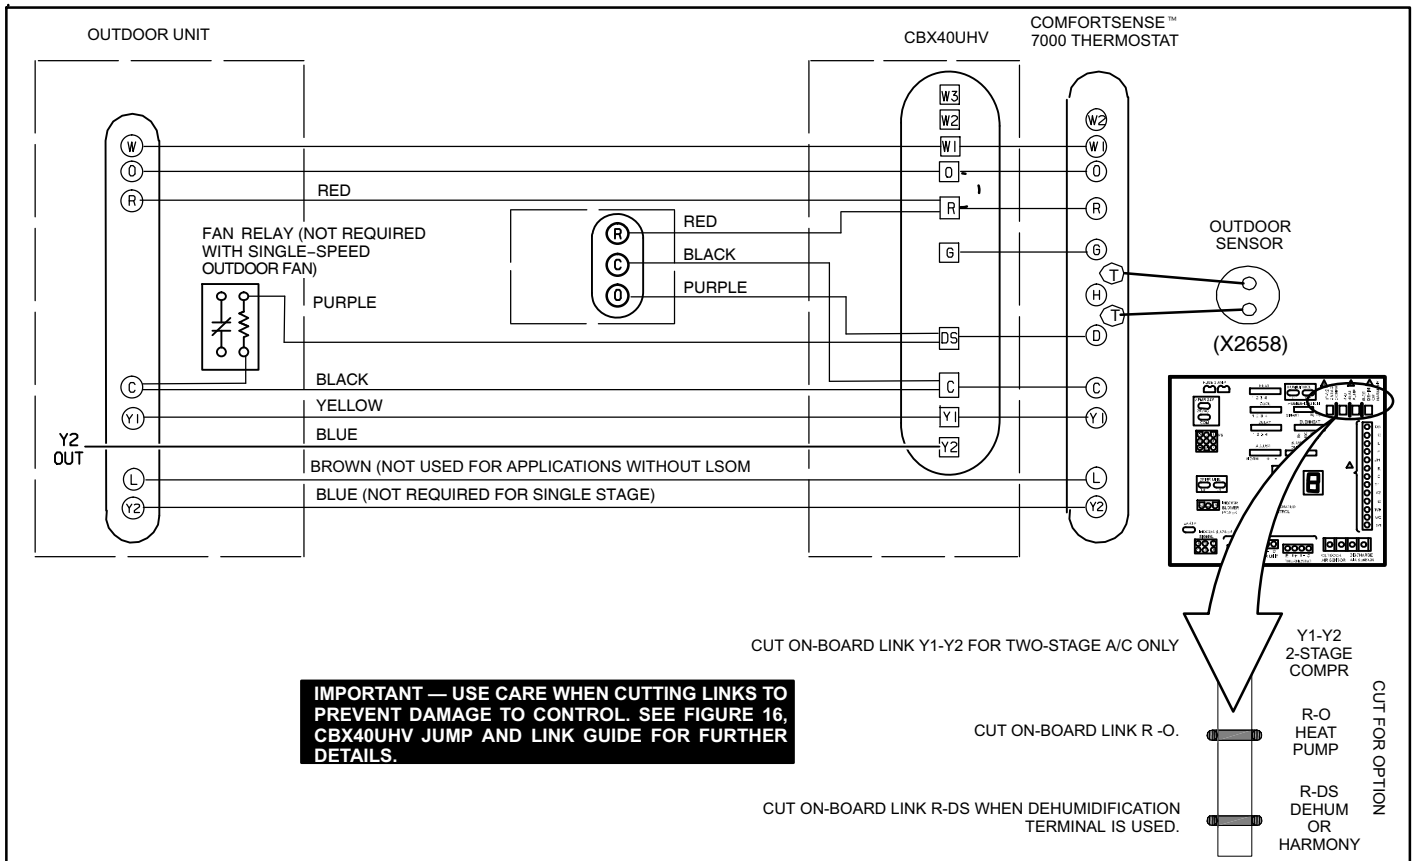 OUTDOOR UNIT
CBX40UHV
COMFORTSENSE™
7000 THERMOSTAT
W3
W2
W2
W
W1
W1
O
O
O
RED
R
R
R
FAN RELAY (NOT REQUIRED
WITH SINGLE-SPEED
OUTDOOR FAN)
R
RED
G
G
OUTDOOR
SENSOR
C
BLACK
T
O
PURPLE
H
PURPLE
T
DS
D
(X2658)
C
BLACK
C
C
Y1
YELLOW
Y1
Y1
Y2
OUT
BLUE
Y2
BROWN (NOT USED FOR APPLICATIONS WITHOUT LSOM
L
L
BLUE (NOT REQUIRED FOR SINGLE STAGE)
Y2
Y2
CUT ON-BOARD LINK Y1-Y2 FOR TWO-STAGE A/C ONLY
Y1-Y2
2-STAGE
COMPR
IMPORTANT — USE CARE WHEN CUTTING LINKS TO
PREVENT DAMAGE TO CONTROL. SEE FIGURE 16,
CBX40UHV JUMP AND LINK GUIDE FOR FURTHER
DETAILS.
CUT ON-BOARD LINK R -O.
R-O
HEAT
PUMP
CUT FOR OPTION
CUT ON-BOARD LINK R-DS WHEN DEHUMIDIFICATION
TERMINAL IS USED.
R-DS
DEHUM
OR
HARMONY